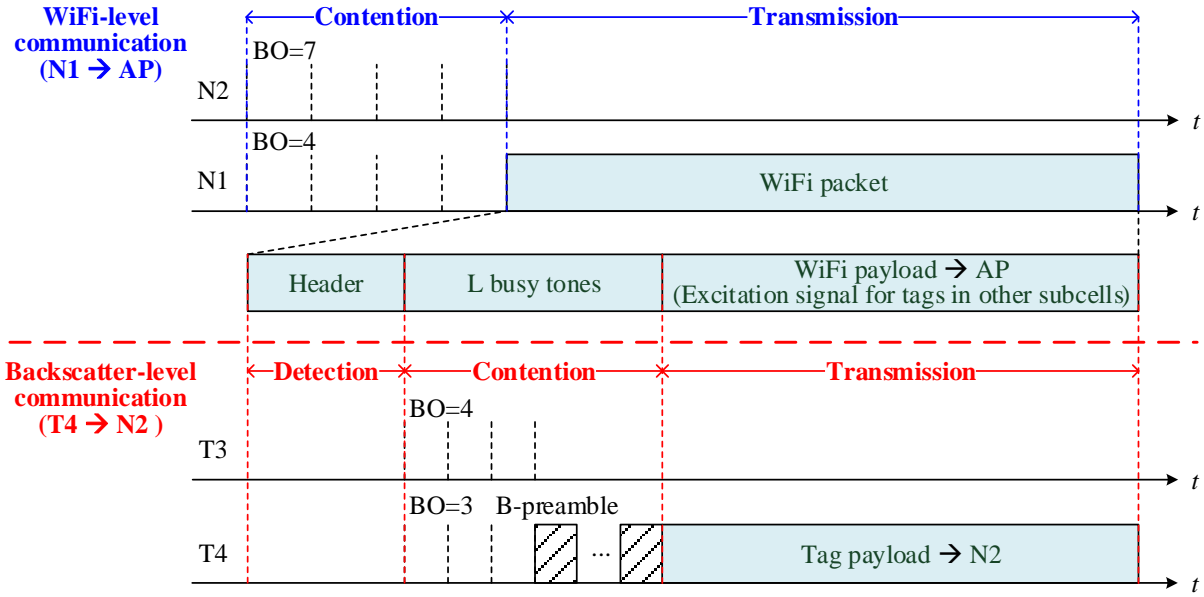 WiFi-level
communication
(N1 → AP)
Contention
Transmission
BO=7
N2
t
BO=4
N1
WiFi packet
t
Header
L busy tones
WiFi payload → AP
(Excitation signal for tags in other subcells)
Backscatter-level
communication
(T4 → N2 )
Detection
Contention
Transmission
BO=4
T3
t
BO=3
B-preamble
T4
...
Tag payload → N2
t